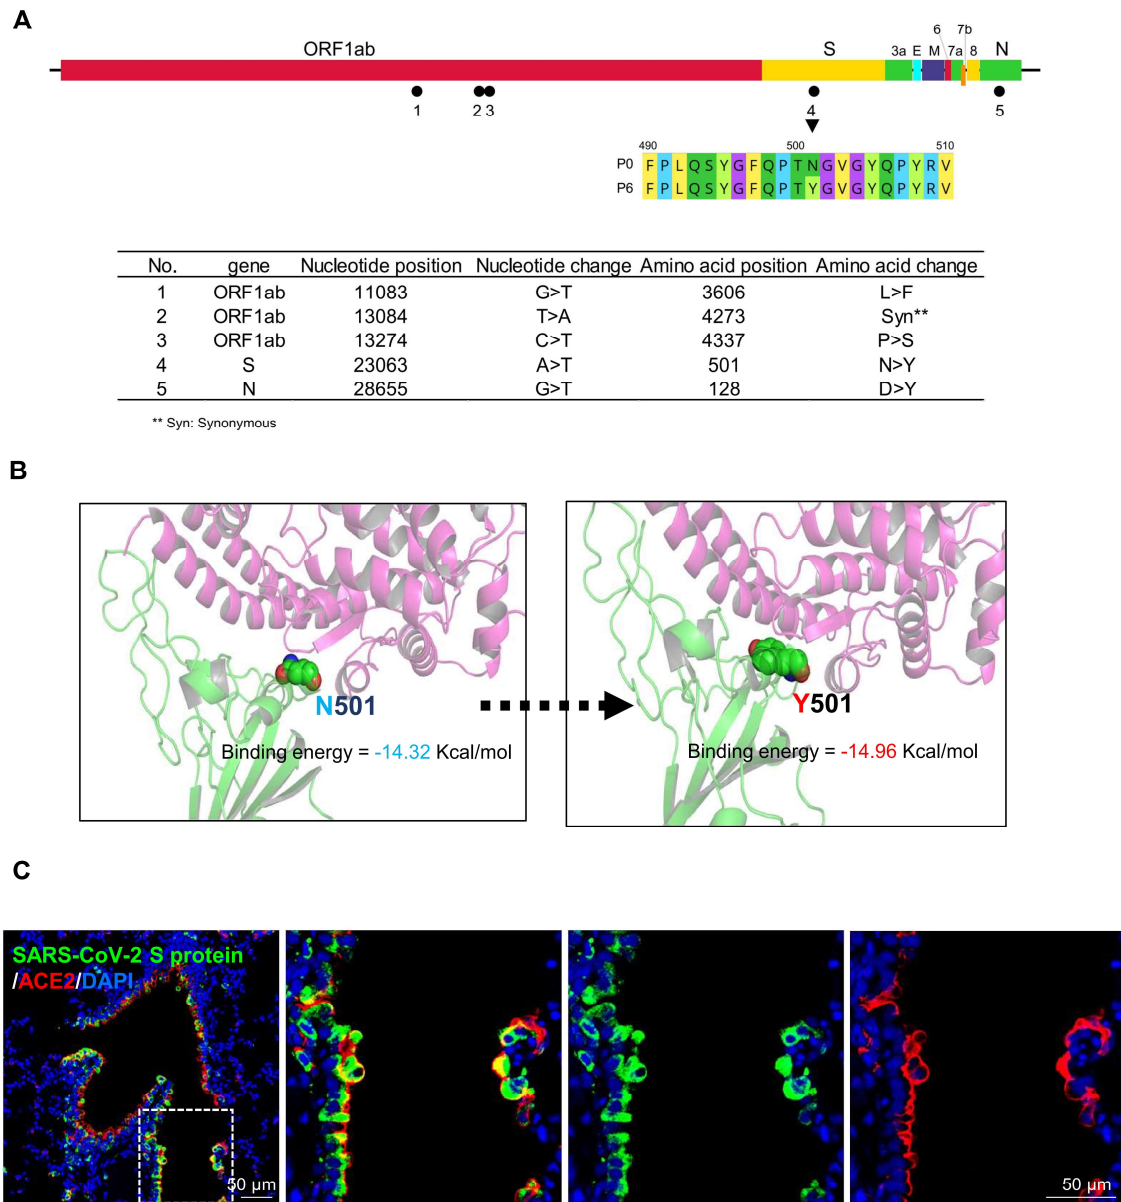 A
6 7b
ORF1ab S 3a E M 7a 8 N
1 2 3 4 5
490 500 510
P0 F P L Q S Y G F Q P T N G V G Y Q P Y R V
P6 F P L Q S Y G F Q P T Y G V G Y Q P Y R V
No. gene Nucleotide position Nucleotide change Amino acid position Amino acid change
1 ORF1ab 11083 G>T 3606 L>F
2 ORF1ab 13084 T>A 4273 Syn**
3 ORF1ab 13274 C>T 4337 P>S
4 S 23063 A>T 501 N>Y
5 N 28655 G>T 128 D>Y
** Syn: Synonymous
B
N501
Binding energy = -14.32 Kcal/mol
Y501
Binding energy = -14.96 Kcal/mol
C
SARS-CoV-2 S protein
/ACE2/DAPI
50 µm
50 µm